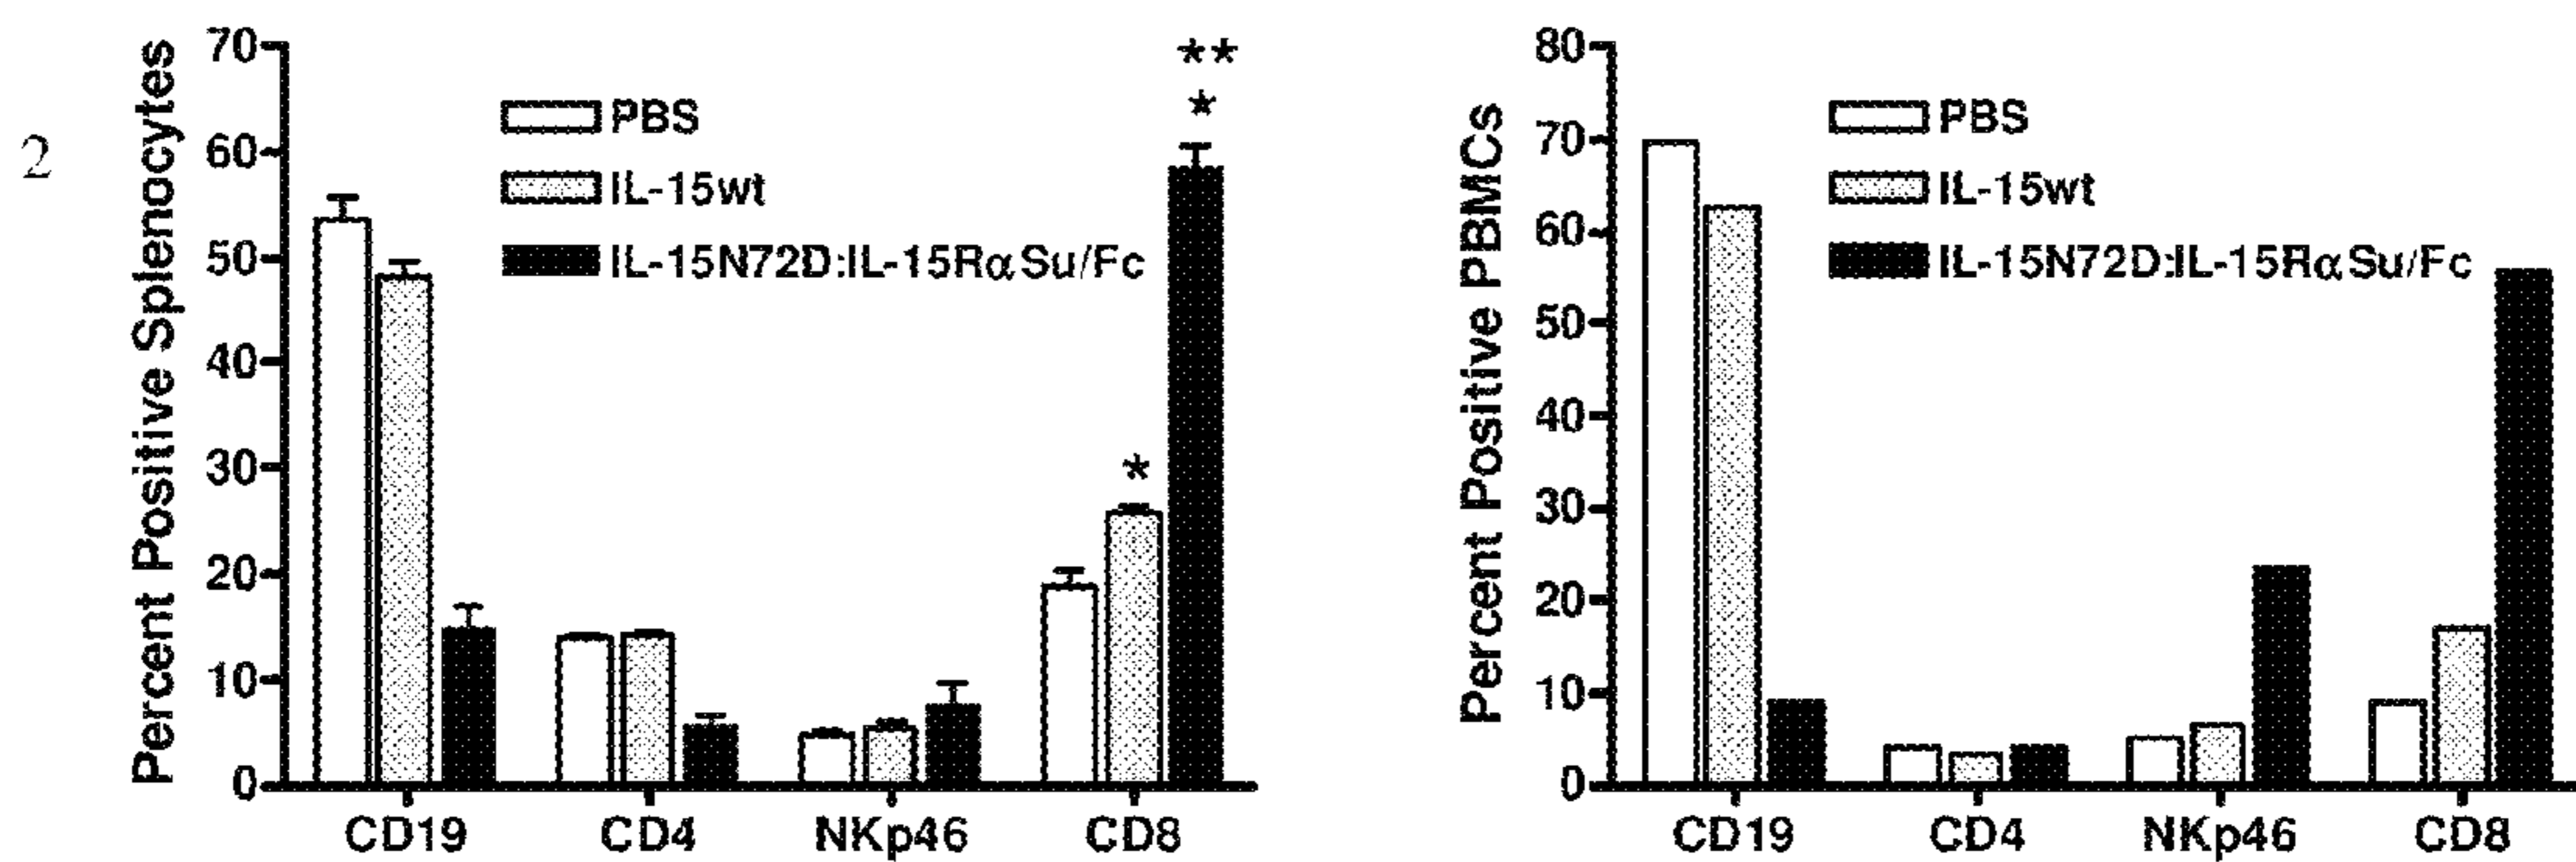 2
Percent Positive Splenocytes
70
60
50
40
30
20
10
0
PBS
IL-15wt
IL-15N72D:IL-15RαSu/Fc
*
**
*
CD19 CD4 NKp46 CD8
Percent Positive PBMCs
80
70
60
50
40
30
20
10
0
PBS
IL-15wt
IL-15N72D:IL-15RαSu/Fc
CD19 CD4 NKp46 CD8